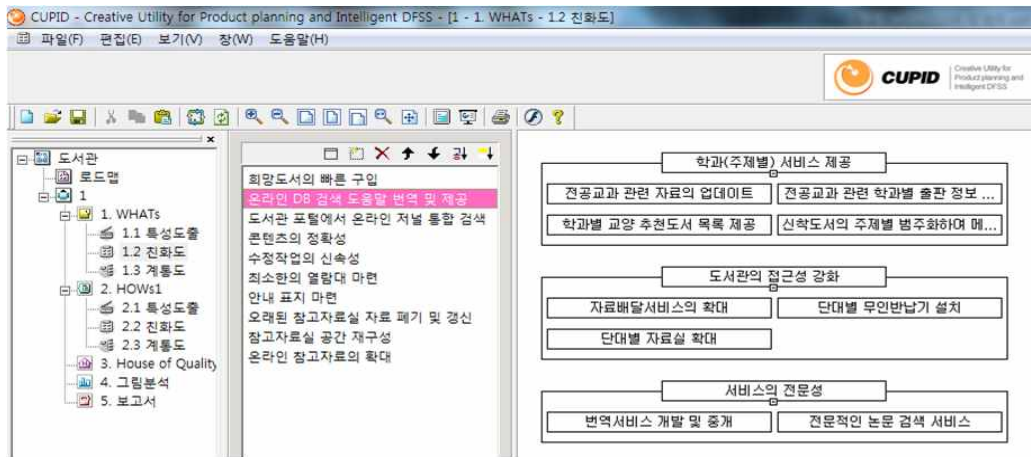 CUPID - Creative Utility for Product planning and Intelligent DFSS - [1 - 1. WHATs - 1.2 친화도]
파일(F) 편집(E) 보기(V) 창(W) 도움말(H)
CUPID
Creative Utility for
Product planning and
Intelligent DFSS
도서관
로드맵
1
1. WHATs
1.1 특성도출
1.2 친화도
1.3 계통도
2. HOWs1
2.1 특성도출
2.2 친화도
2.3 계통도
3. House of Quality
4. 그림분석
5. 보고서
희망도서의 빠른 구입
온라인 DB 검색 도움말 번역 및 제공
도서관 포털에서 온라인 저널 통합 검색
콘텐츠의 정확성
수정작업의 신속성
최소한의 열람대 마련
안내 표지 마련
오래된 참고자료실 자료 폐기 및 갱신
참고자료실 공간 재구성
온라인 참고자료의 확대
학과(주제별) 서비스 제공
전공교과 관련 자료의 업데이트
전공교과 관련 학과별 출판 정보 ...
학과별 교양 추천도서 목록 제공
신착도서의 주제별 범주화하여 메...
도서관의 접근성 강화
자료배달서비스의 확대
단대별 무인반납기 설치
단대별 자료실 확대
서비스의 전문성
번역서비스 개발 및 중개
전문적인 논문 검색 서비스